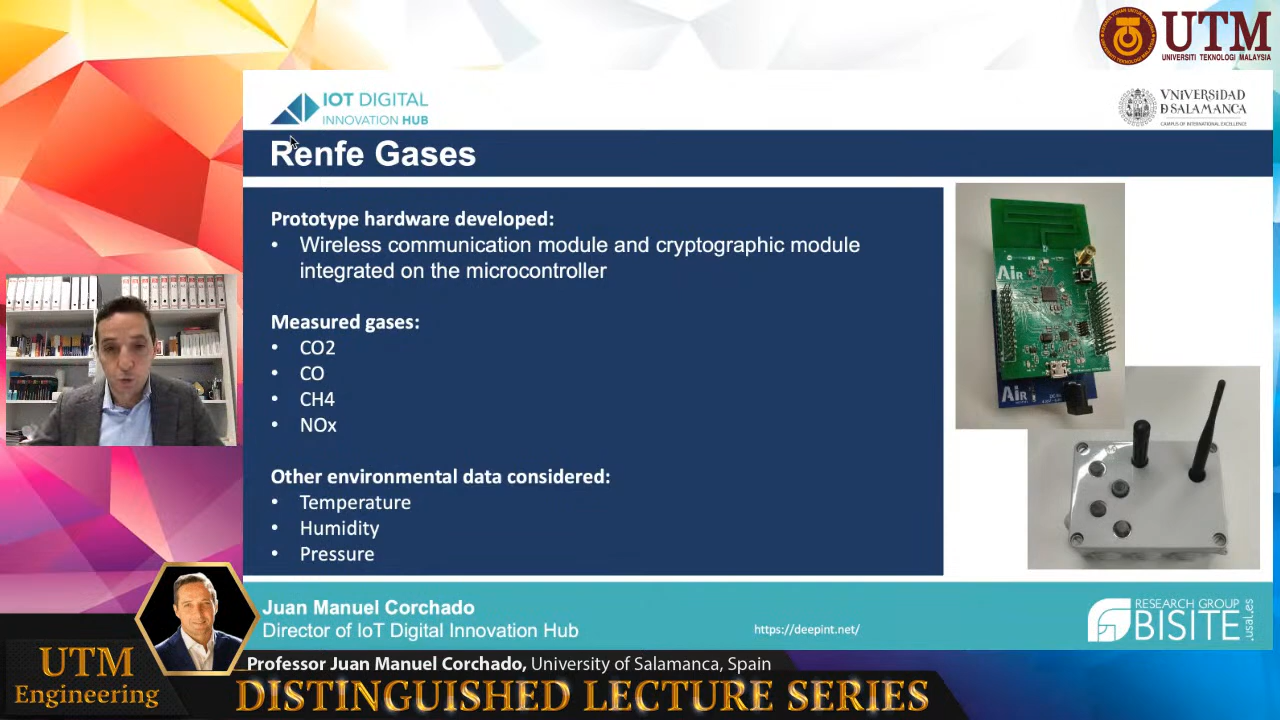 UTM
UNIVERSITI TEKNOLOGI MALAYSIA
IOT DIGITAL
INNOVATION HUB
VNIVERSIDAD
D SALAMANCA
CAMPUS OF INTERNATIONAL EXCELLENCE
Renfe Gases
Prototype hardware developed:
• Wireless communication module and cryptographic module
integrated on the microcontroller
Measured gases:
• CO2
• CO
• CH4
• NOx
Other environmental data considered:
• Temperature
• Humidity
• Pressure
AIR
AIR
Juan Manuel Corchado
Director of IoT Digital Innovation Hub
https://deepint.net/
RESEARCH GROUP
BISITE
.usal.es
UTM
Engineering
Professor Juan Manuel Corchado, University of Salamanca, Spain
DISTINGUISHED LECTURE SERIES